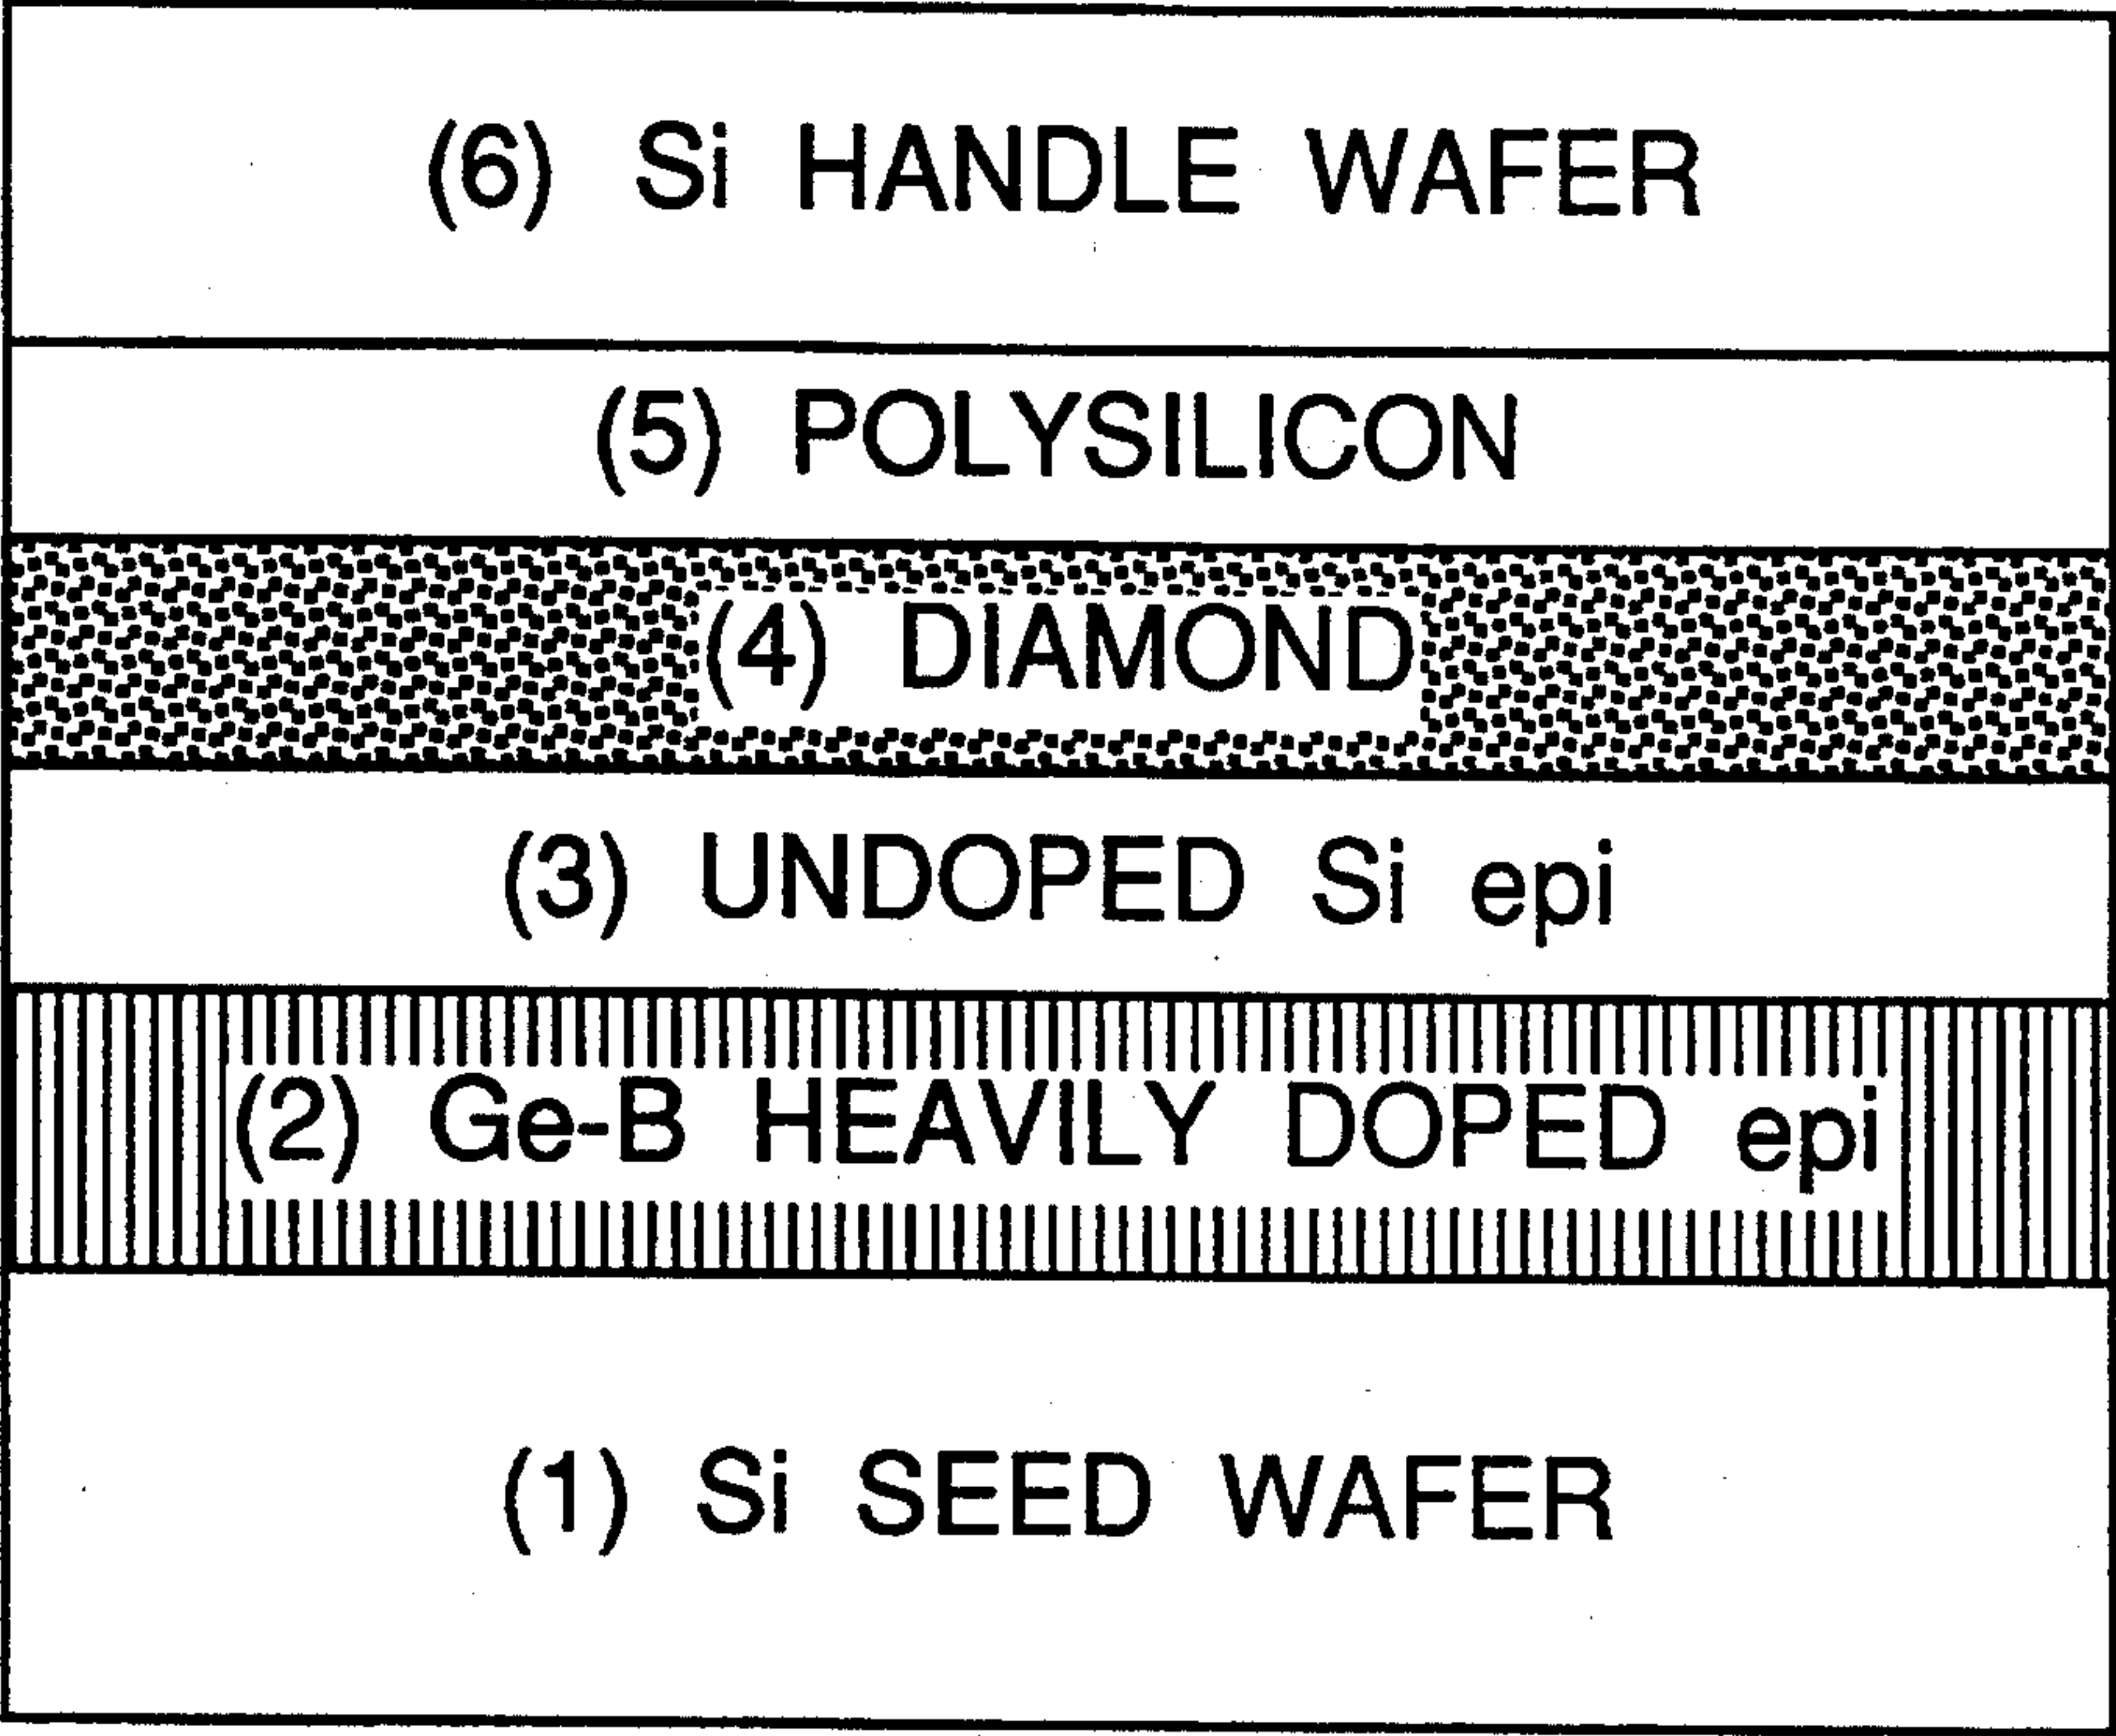 (6) Si HANDLE WAFER
(5) POLYSILICON
(4) DIAMOND
(3) UNDOPED Si epi
(2) Ge-B HEAVILY DOPED epi
(1) Si SEED WAFER